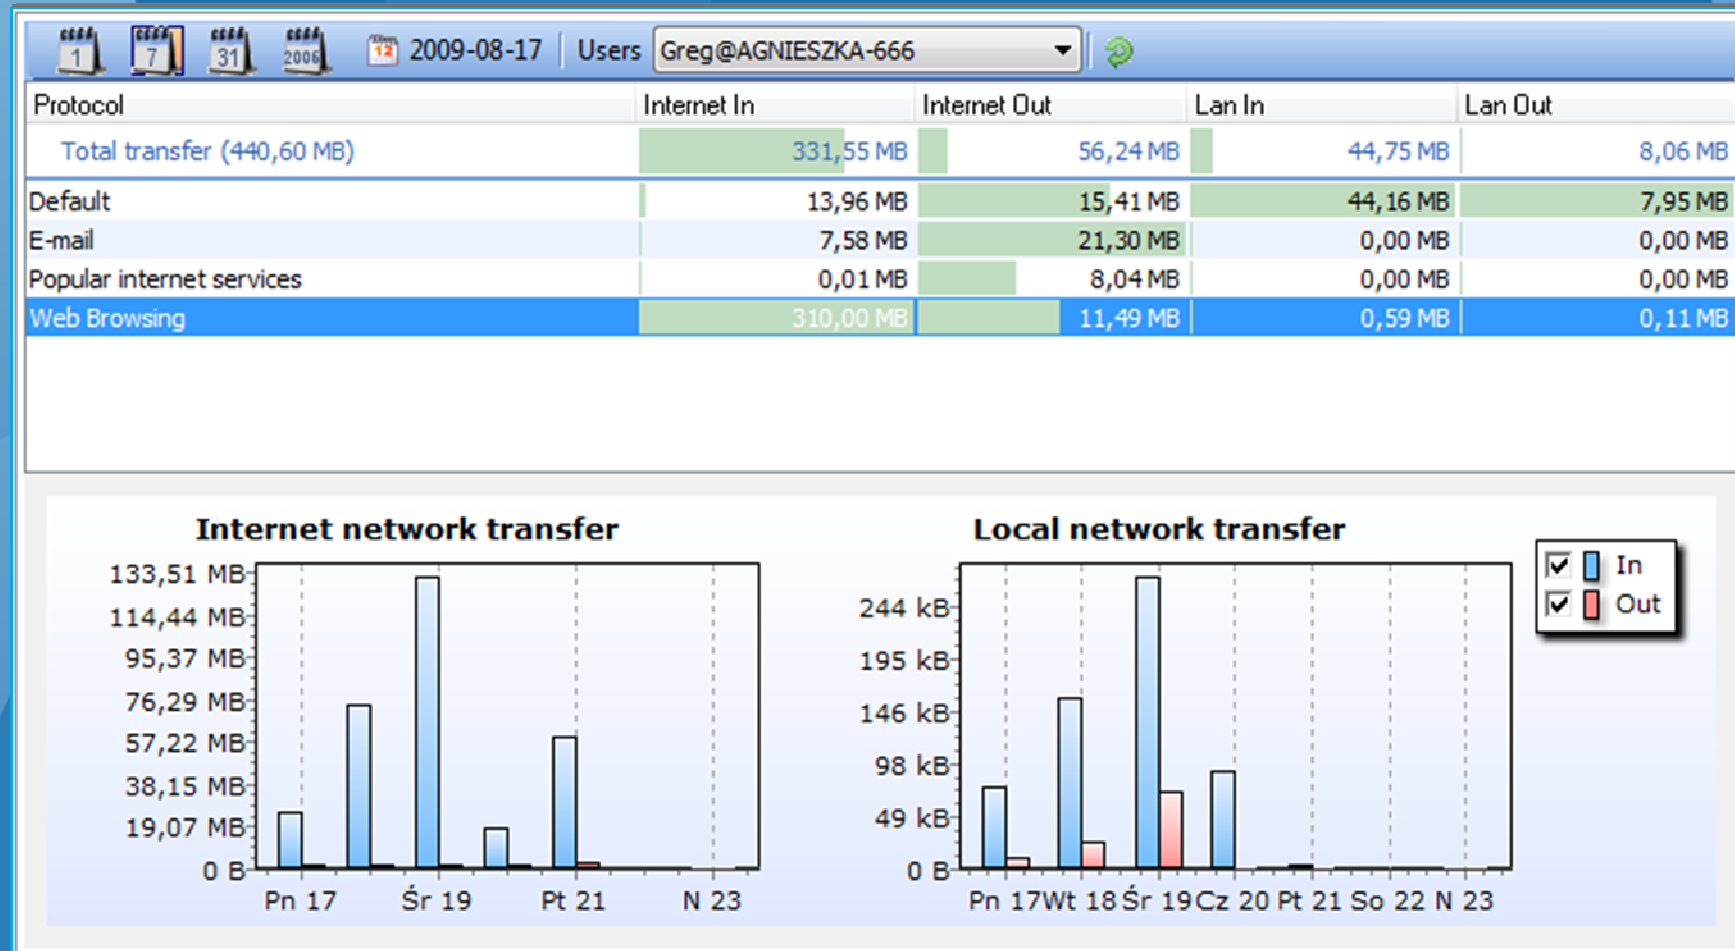 1 7 31 2006 12 2009-08-17 Users Greg@AGNIESZKA-666
Protocol Internet In Internet Out Lan In Lan Out
Total transfer (440,60 MB) 331,55 MB 56,24 MB 44,75 MB 8,06 MB
Default 13,96 MB 15,41 MB 44,16 MB 7,95 MB
E-mail 7,58 MB 21,30 MB 0,00 MB 0,00 MB
Popular internet services 0,01 MB 8,04 MB 0,00 MB 0,00 MB
Web Browsing 310,00 MB 11,49 MB 0,59 MB 0,11 MB
Internet network transfer
133,51 MB
114,44 MB
95,37 MB
76,29 MB
57,22 MB
38,15 MB
19,07 MB
0 B
Pn 17 Śr 19 Pt 21 N 23
Local network transfer
244 kB
195 kB
146 kB
98 kB
49 kB
0 B
Pn 17 Wt 18 Śr 19 Cz 20 Pt 21 So 22 N 23
In
Out